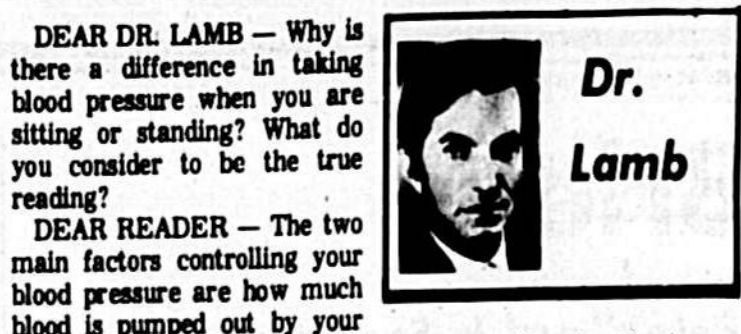 DEAR DR. LAMB — Why is
there a difference in taking
blood pressure when you are
sitting or standing? What do
you consider to be the true
reading?
DEAR READER — The two
main factors controlling your
blood pressure are how much
blood is pumped out by your
Dr.
Lamb